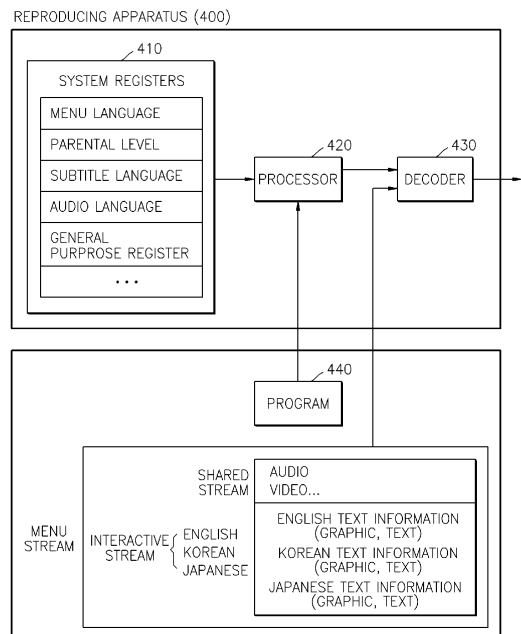 REPRODUCING APPARATUS (400)
410
SYSTEM REGISTERS
MENU LANGUAGE
PARENTAL LEVEL
SUBTITLE LANGUAGE
AUDIO LANGUAGE
GENERAL
PURPROSE REGISTER
...
420
PROCESSOR
430
DECODER
440
PROGRAM
MENU
STREAM
SHARED
STREAM
AUDIO
VIDEO...
INTERACTIVE
STREAM
ENGLISH
KOREAN
JAPANESE
ENGLISH TEXT INFORMATION
(GRAPHIC, TEXT)
KOREAN TEXT INFORMATION
(GRAPHIC, TEXT)
JAPANESE TEXT INFORMATION
(GRAPHIC, TEXT)